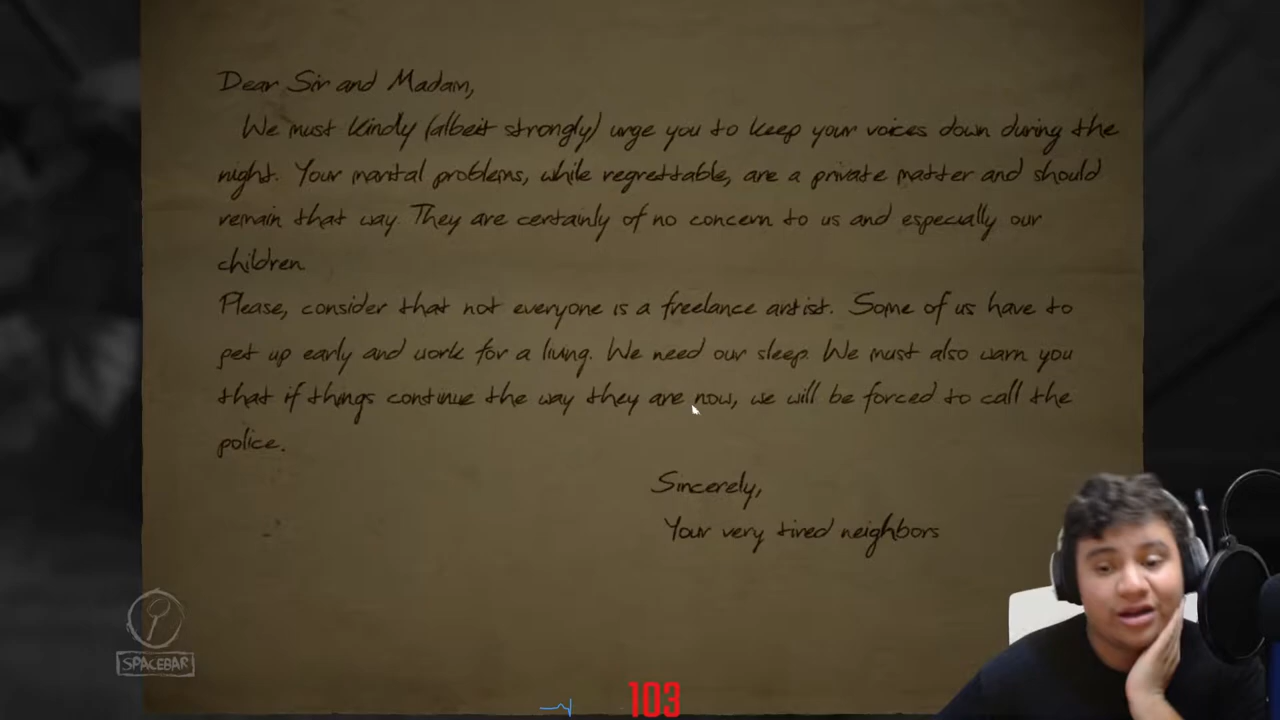 Dear Sir and Madam,
We must kindly (albeit strongly) urge you to keep your voices down during the
night. Your marital problems, while regrettable, are a private matter and should
remain that way. They are certainly of no concern to us and especially our
children.
Please, consider that not everyone is a freelance artist. Some of us have to
get up early and work for a living. We need our sleep. We must also warn you
that if things continue the way they are now, we will be forced to call the
police.
Sincerely,
Your very tired neighbors
SPACEBAR
103